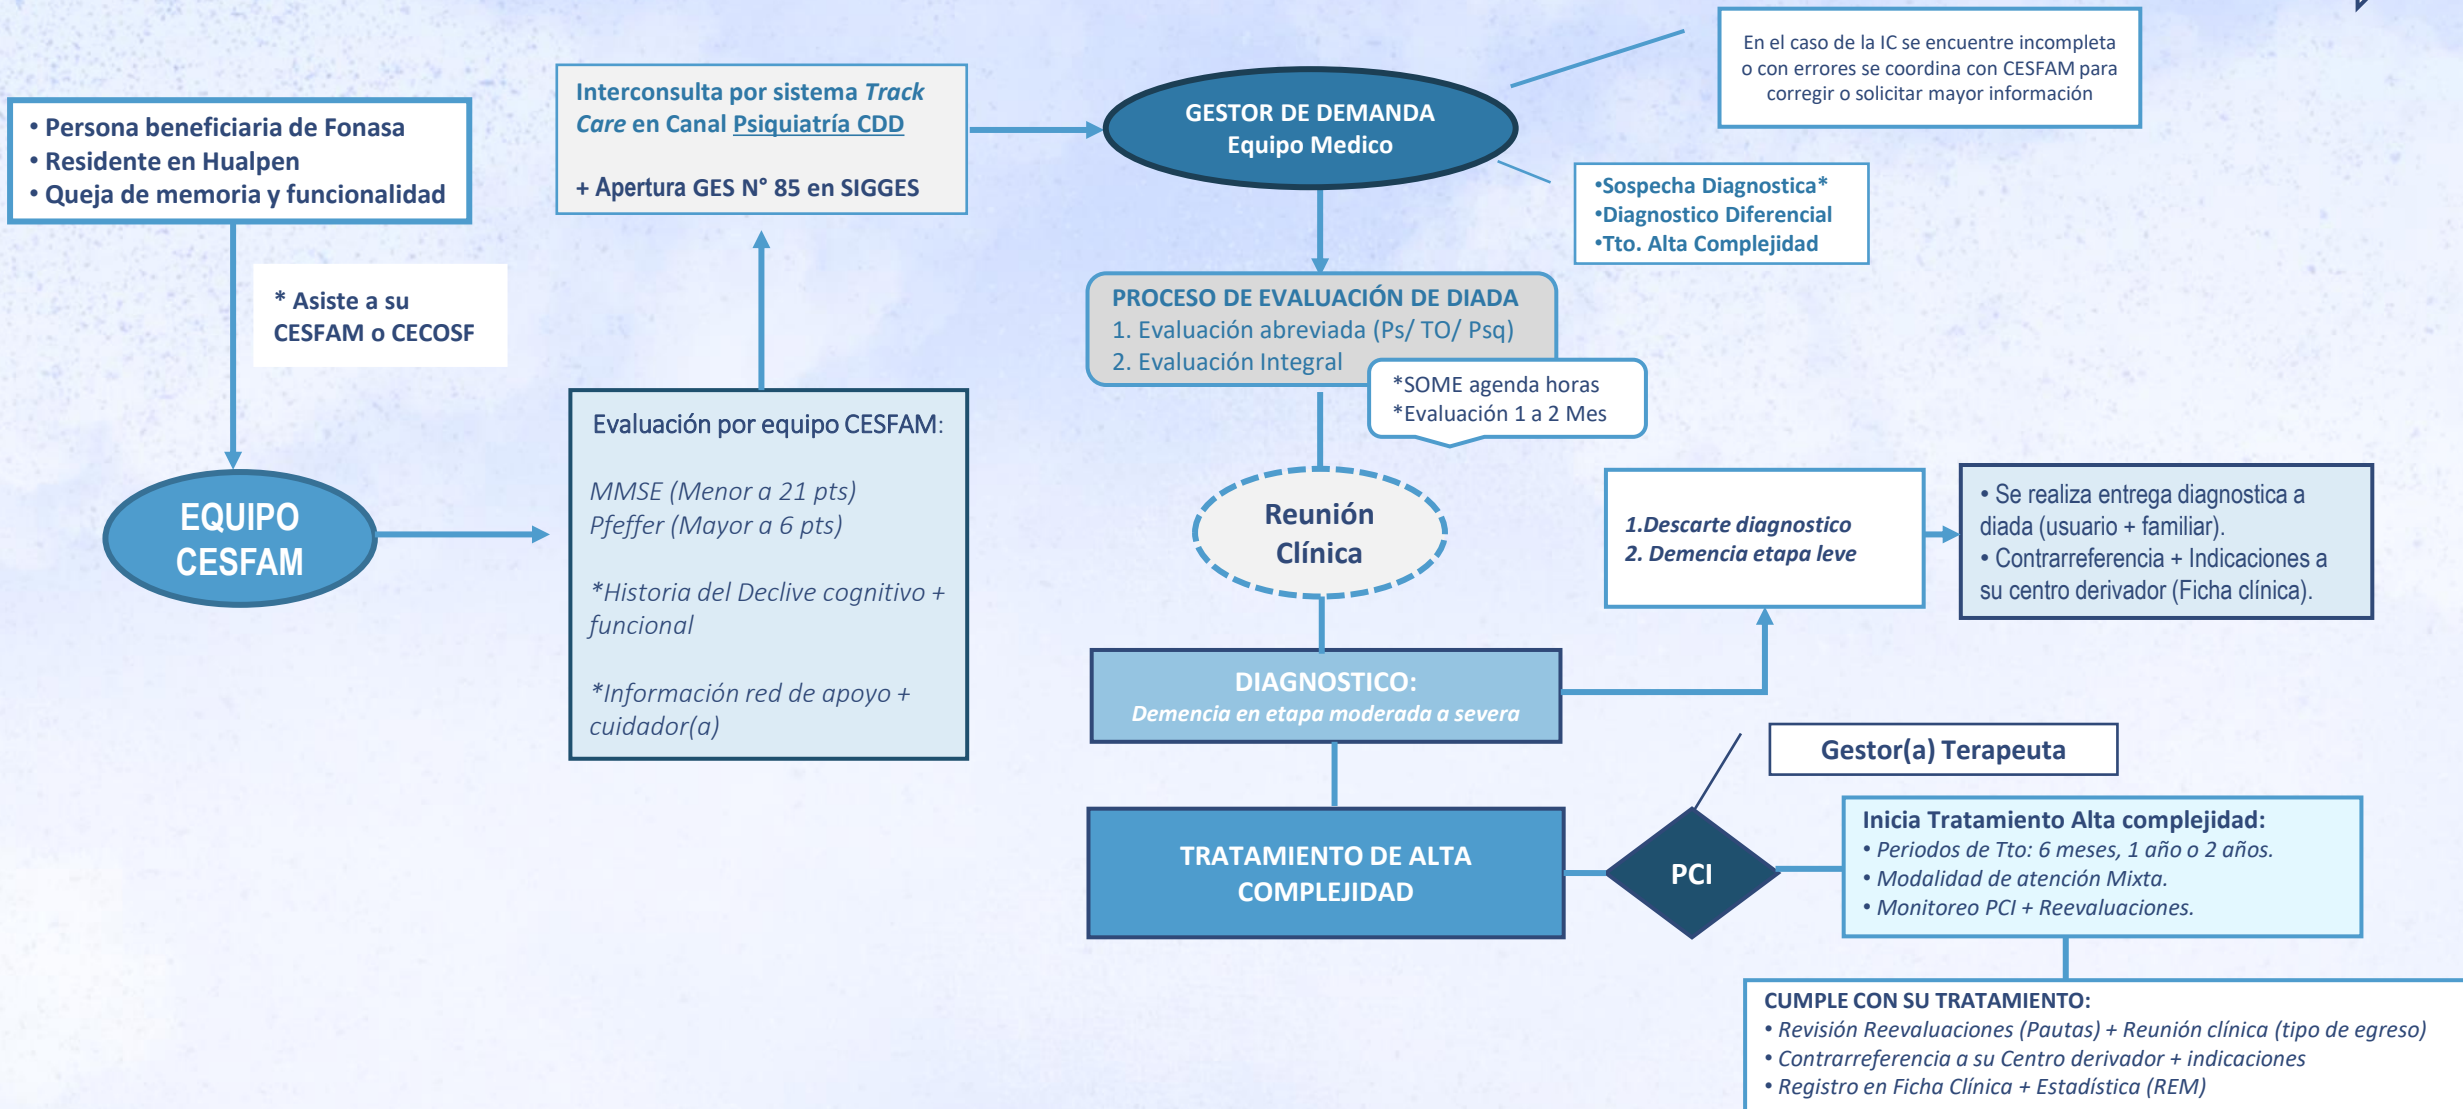 • Persona beneficiaria de Fonasa
• Residente en Hualpen
• Queja de memoria y funcionalidad
* Asiste a su
CESFAM o CECOSF
EQUIPO
CESFAM
Evaluación por equipo CESFAM:
MMSE (Menor a 21 pts)
Pfeffer (Mayor a 6 pts)
*Historia del Declive cognitivo +
funcional
*Información red de apoyo +
cuidador(a)
Interconsulta por sistema Track
Care en Canal Psiquiatría CDD
+ Apertura GES N° 85 en SIGGES
GESTOR DE DEMANDA
Equipo Medico
En el caso de la IC se encuentre incompleta
o con errores se coordina con CESFAM para
corregir o solicitar mayor información
•Sospecha Diagnostica*
•Diagnostico Diferencial
•Tto. Alta Complejidad
PROCESO DE EVALUACIÓN DE DIADA
1. Evaluación abreviada (Ps/ TO/ Psq)
2. Evaluación Integral
*SOME agenda horas
*Evaluación 1 a 2 Mes
Reunión
Clínica
DIAGNOSTICO:
Demencia en etapa moderada a severa
1.Descarte diagnostico
2. Demencia etapa leve
• Se realiza entrega diagnostica a
diada (usuario + familiar).
• Contrarreferencia + Indicaciones a
su centro derivador (Ficha clínica).
TRATAMIENTO DE ALTA
COMPLEJIDAD
PCI
Gestor(a) Terapeuta
Inicia Tratamiento Alta complejidad:
• Periodos de Tto: 6 meses, 1 año o 2 años.
• Modalidad de atención Mixta.
• Monitoreo PCI + Reevaluaciones.
CUMPLE CON SU TRATAMIENTO:
• Revisión Reevaluaciones (Pautas) + Reunión clínica (tipo de egreso)
• Contrarreferencia a su Centro derivador + indicaciones
• Registro en Ficha Clínica + Estadística (REM)